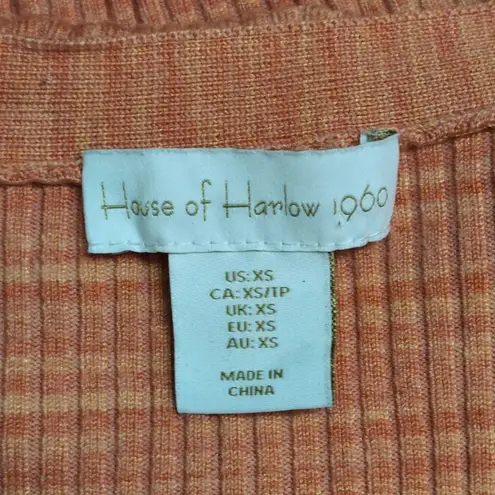 House of Harlow 1960
US: XS
CA: XS/TP
UK: XS
EU: XS
AU: XS
MADE IN
CHINA